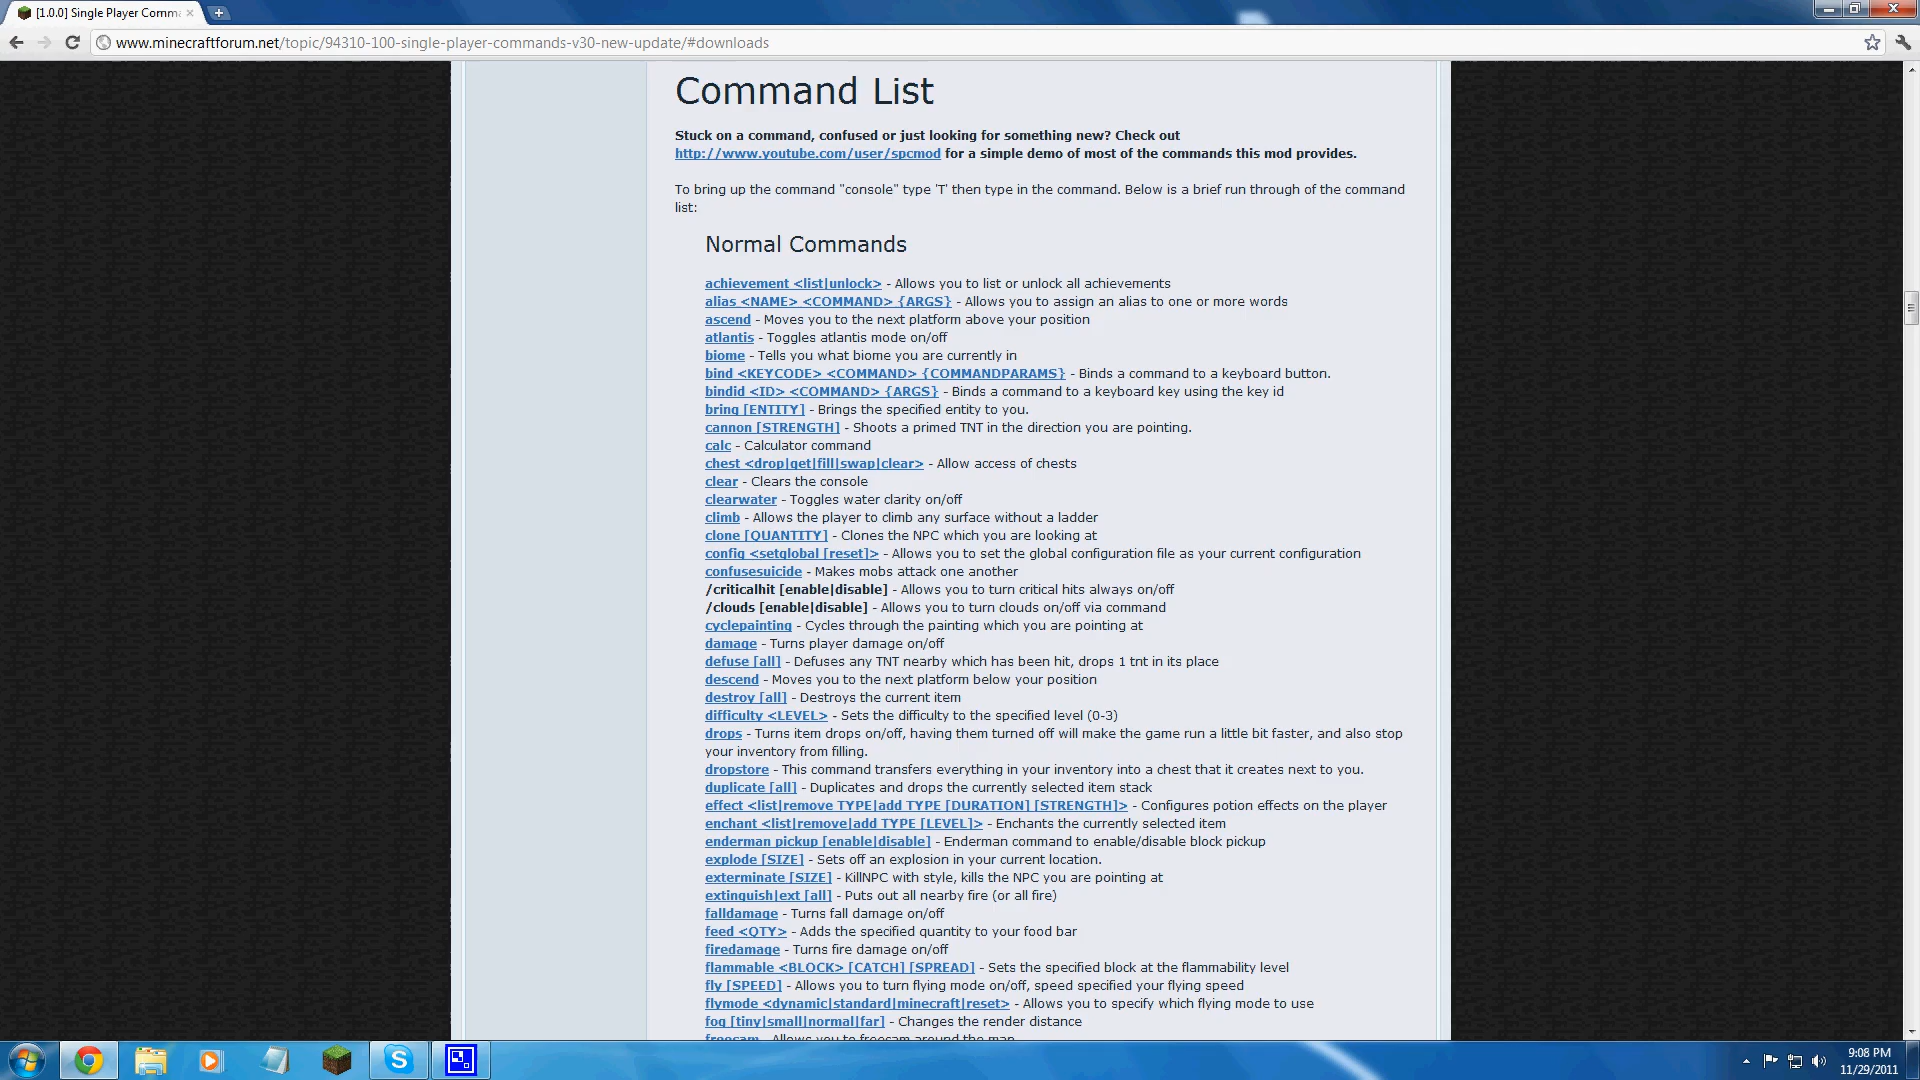 [1.0.0] Single Player Comma
www.minecraftforum.net/topic/94310-100-single-player-commands-v30-new-update/#downloads
Command List
Stuck on a command, confused or just looking for something new? Check out
http://www.youtube.com/user/spcmod for a simple demo of most of the commands this mod provides.
To bring up the command "console" type 'T' then type in the command. Below is a brief run through of the command
list:
Normal Commands
achievement <list|unlock> - Allows you to list or unlock all achievements
alias <NAME> <COMMAND> {ARGS} - Allows you to assign an alias to one or more words
ascend - Moves you to the next platform above your position
atlantis - Toggles atlantis mode on/off
biome - Tells you what biome you are currently in
bind <KEYCODE> <COMMAND> {COMMANDPARAMS} - Binds a command to a keyboard button.
bindid <ID> <COMMAND> {ARGS} - Binds a command to a keyboard key using the key id
bring [ENTITY] - Brings the specified entity to you.
cannon [STRENGTH] - Shoots a primed TNT in the direction you are pointing.
calc - Calculator command
chest <drop|get|fill|swap|clear> - Allow access of chests
clear - Clears the console
clearwater - Toggles water clarity on/off
climb - Allows the player to climb any surface without a ladder
clone [QUANTITY] - Clones the NPC which you are looking at
config <setglobal [reset]> - Allows you to set the global configuration file as your current configuration
confusesuicide - Makes mobs attack one another
/criticalhit [enable|disable] - Allows you to turn critical hits always on/off
/clouds [enable|disable] - Allows you to turn clouds on/off via command
cyclepainting - Cycles through the painting which you are pointing at
damage - Turns player damage on/off
defuse [all] - Defuses any TNT nearby which has been hit, drops 1 tnt in its place
descend - Moves you to the next platform below your position
destroy [all] - Destroys the current item
difficulty <LEVEL> - Sets the difficulty to the specified level (0-3)
drops - Turns item drops on/off, having them turned off will make the game run a little bit faster, and also stop
your inventory from filling.
dropstore - This command transfers everything in your inventory into a chest that it creates next to you.
duplicate [all] - Duplicates and drops the currently selected item stack
effect <list|remove TYPE|add TYPE [DURATION] [STRENGTH]> - Configures potion effects on the player
enchant <list|remove|add TYPE [LEVEL]> - Enchants the currently selected item
enderman pickup [enable|disable] - Enderman command to enable/disable block pickup
explode [SIZE] - Sets off an explosion in your current location.
exterminate [SIZE] - KillNPC with style, kills the NPC you are pointing at
extinguish|ext [all] - Puts out all nearby fire (or all fire)
falldamage - Turns fall damage on/off
feed <QTY> - Adds the specified quantity to your food bar
firedamage - Turns fire damage on/off
flammable <BLOCK> [CATCH] [SPREAD] - Sets the specified block at the flammability level
fly [SPEED] - Allows you to turn flying mode on/off, speed specified your flying speed
flymode <dynamic|standard|minecraft|reset> - Allows you to specify which flying mode to use
fog [tiny|small|normal|far] - Changes the render distance
freecam - Allows you to freecam around the map
9:08 PM
11/29/2011